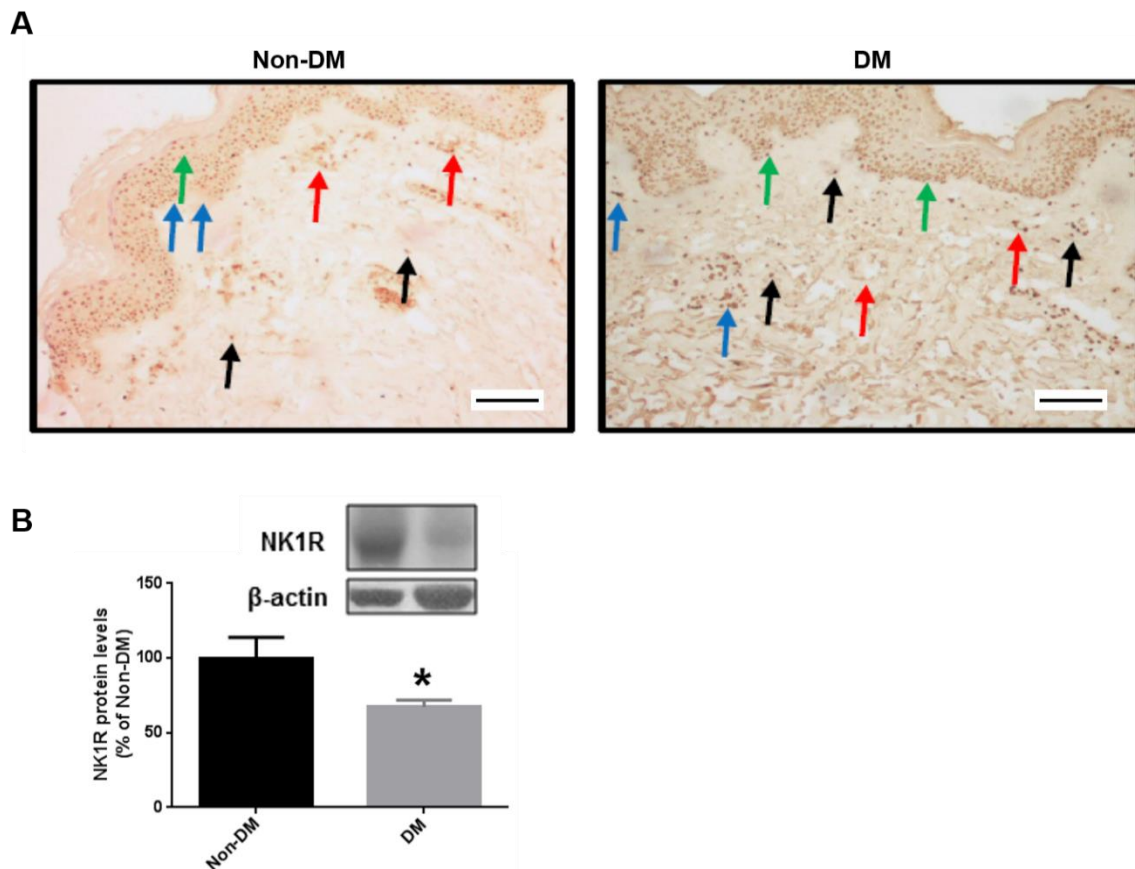 A
Non-DM
DM
B
NK1R
β-actin
NK1R protein levels
(% of Non-DM)
150
100
50
0
*
Non-DM
DM